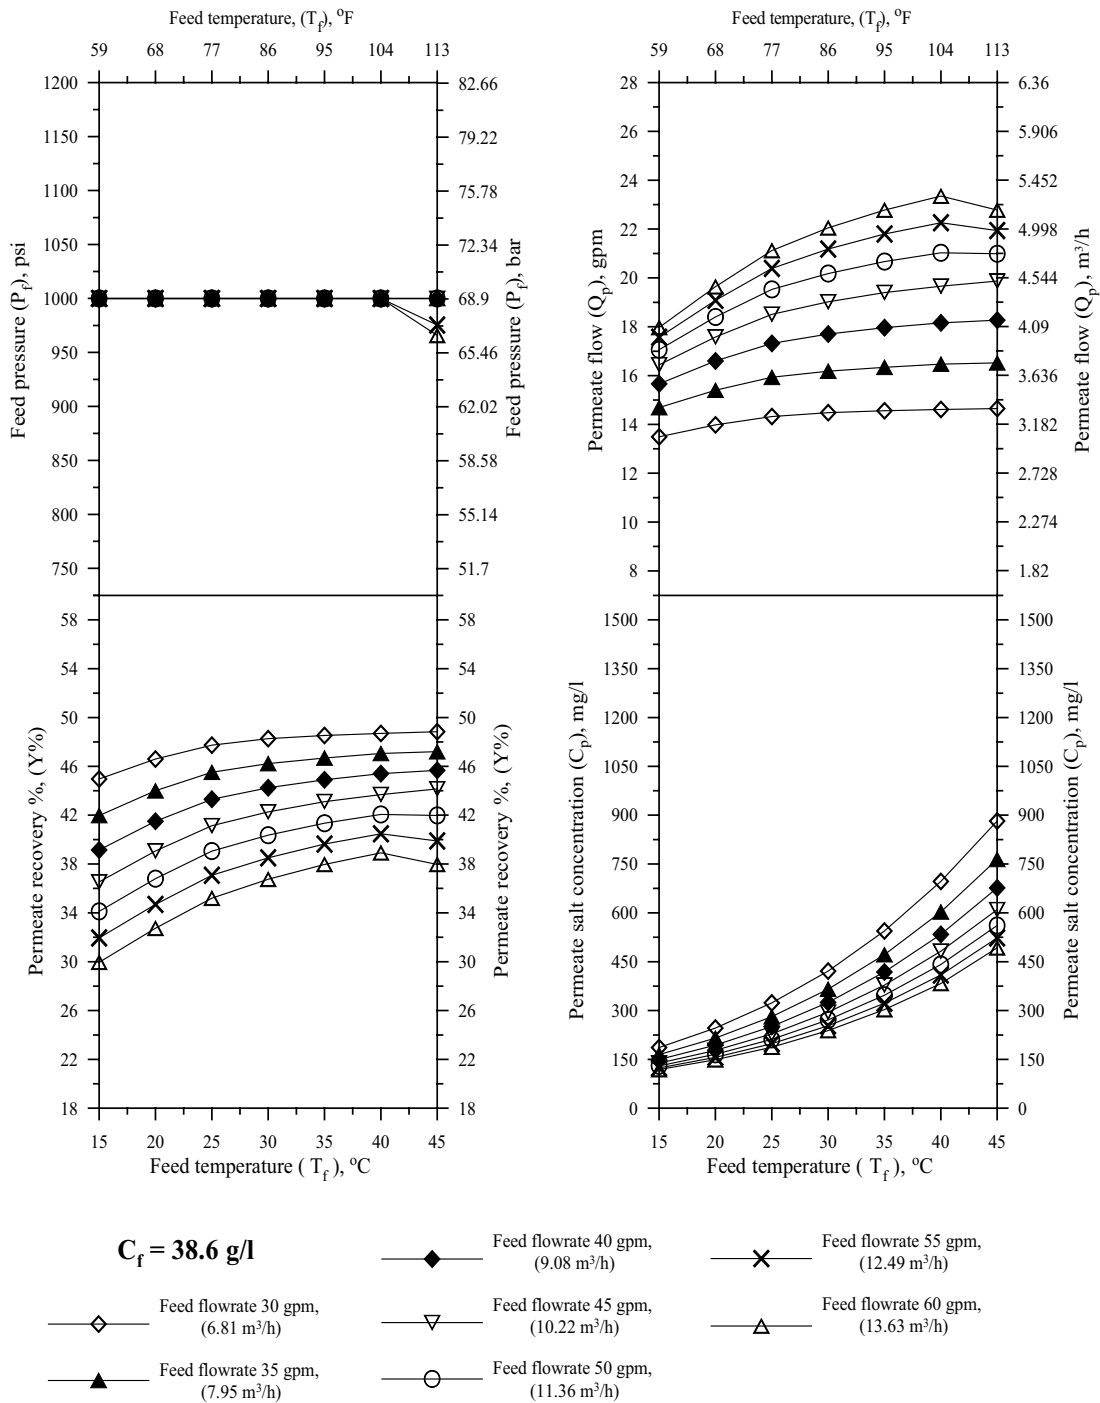 Feed temperature, (Tf), oF
59 68 77 86 95 104 113
1200
1150
1100
1050
1000
950
900
850
800
750
Feed pressure (Pf), psi
82.66
79.22
75.78
72.34
68.9
65.46
62.02
58.58
55.14
51.7
Feed pressure (Pf), bar
58
54
50
46
42
38
34
30
26
22
18
Permeate recovery %, (Y%)
58
54
50
46
42
38
34
30
26
22
18
Permeate recovery %, (Y%)
15 20 25 30 35 40 45
Feed temperature ( Tf ), oC
Feed temperature, (Tf), oF
59 68 77 86 95 104 113
28
26
24
22
20
18
16
14
12
10
8
Permeate flow (Qp), gpm
6.36
5.906
5.452
4.998
4.544
4.09
3.636
3.182
2.728
2.274
1.82
Permeate flow (Qp), m³/h
1500
1350
1200
1050
900
750
600
450
300
150
0
Permeate salt concentration (Cp), mg/l
1500
1350
1200
1050
900
750
600
450
300
150
0
Permeate salt concentration (Cp), mg/l
15 20 25 30 35 40 45
Feed temperature ( Tf ), oC
Cf = 38.6 g/l
Feed flowrate 30 gpm,
(6.81 m³/h)
Feed flowrate 35 gpm,
(7.95 m³/h)
Feed flowrate 40 gpm,
(9.08 m³/h)
Feed flowrate 45 gpm,
(10.22 m³/h)
Feed flowrate 50 gpm,
(11.36 m³/h)
Feed flowrate 55 gpm,
(12.49 m³/h)
Feed flowrate 60 gpm,
(13.63 m³/h)